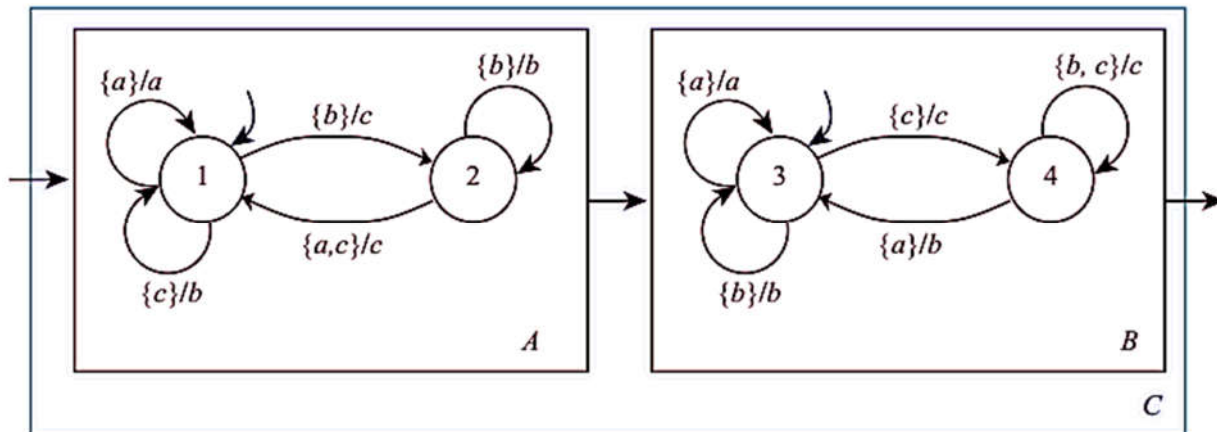 {a}/a
{b}/c
{b}/b
1
2
{a,c}/c
{c}/b
A
{a}/a
{c}/c
{b, c}/c
3
4
{a}/b
{b}/b
B
C